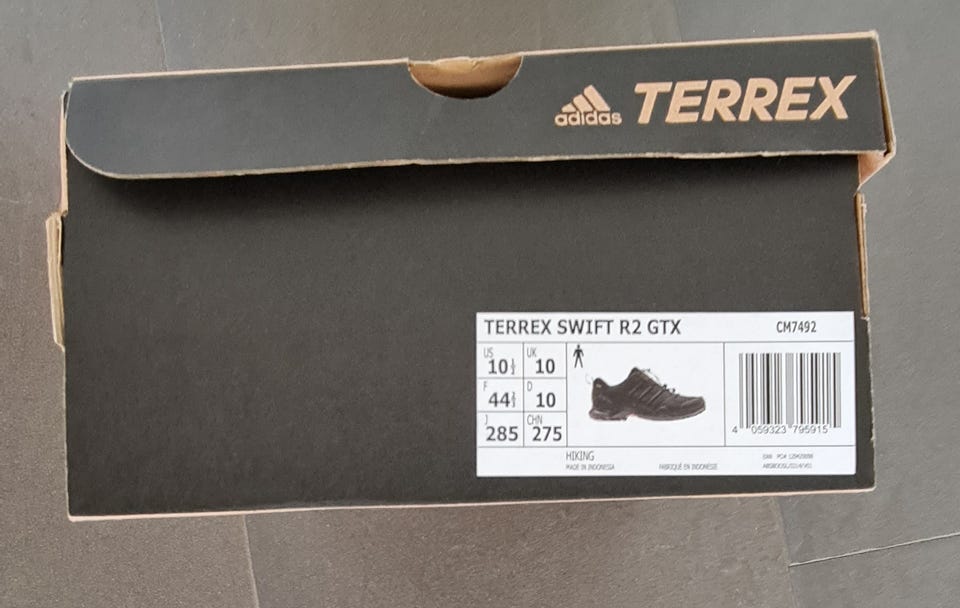 adidas TERREX
TERREX SWIFT R2 GTX CM7492
US 10½ UK 10
F 44⅔ D 10
J 285 CHN 275
4 059323 795915
HIKING
MADE IN INDONESIA FABRIQUÉ EN INDONESIE